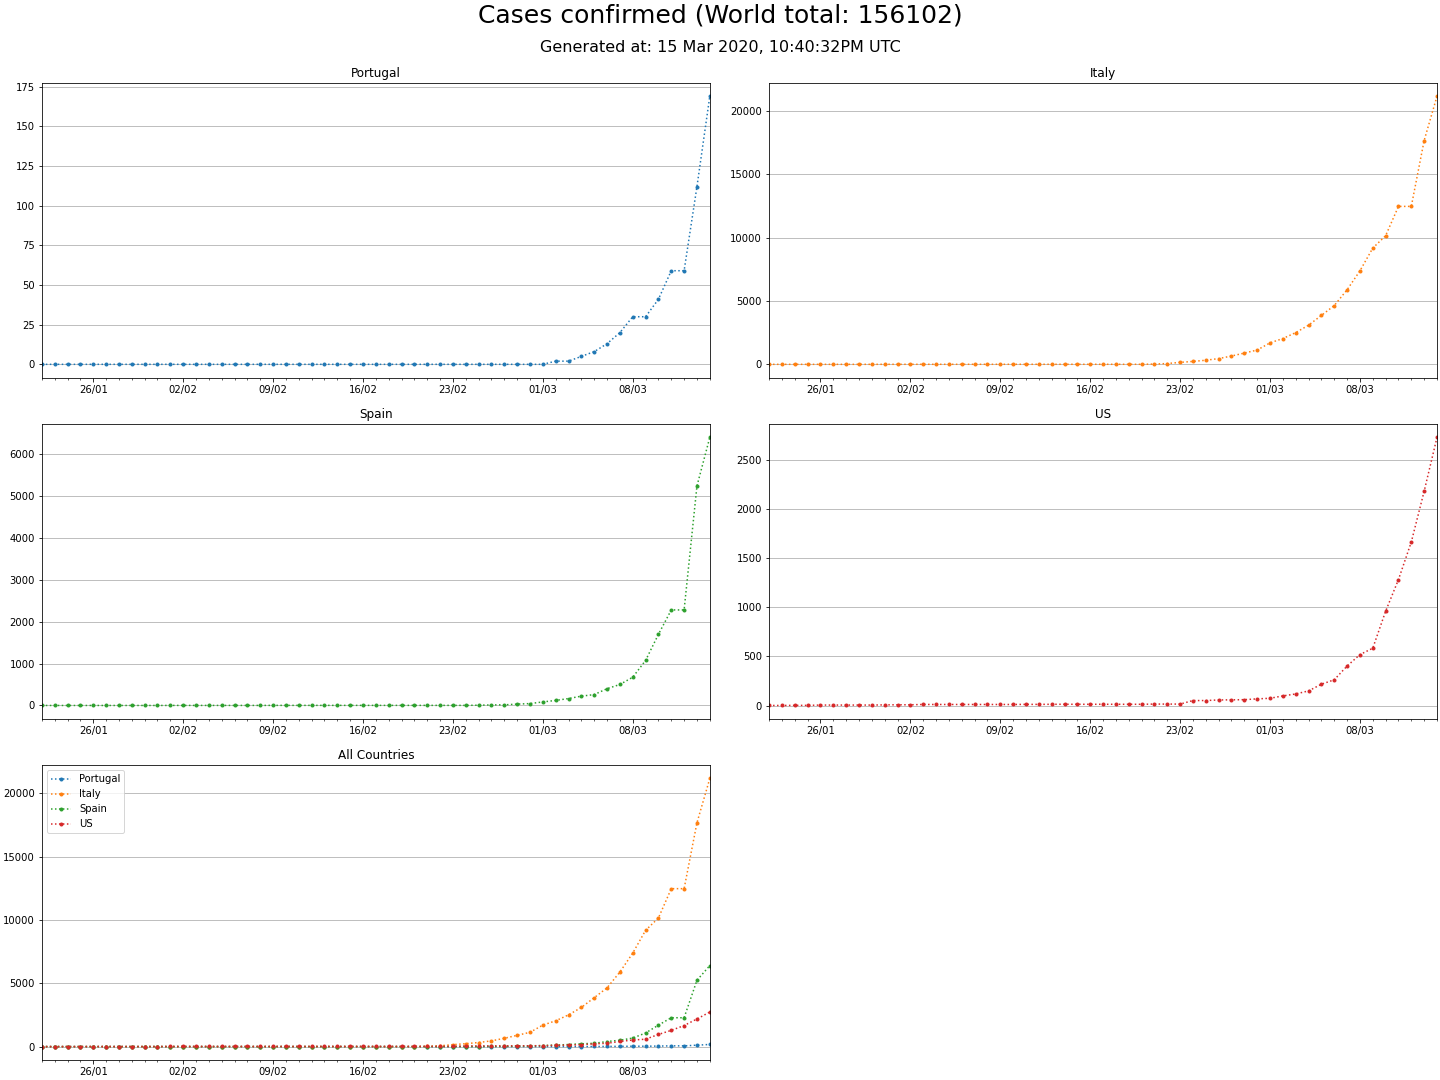 Cases confirmed (World total: 156102)
Generated at: 15 Mar 2020, 10:40:32PM UTC
Portugal
175
150
125
100
75
50
25
0
26/01 02/02 09/02 16/02 23/02 01/03 08/03
Italy
20000
15000
10000
5000
0
26/01 02/02 09/02 16/02 23/02 01/03 08/03
Spain
6000
5000
4000
3000
2000
1000
0
26/01 02/02 09/02 16/02 23/02 01/03 08/03
US
2500
2000
1500
1000
500
0
26/01 02/02 09/02 16/02 23/02 01/03 08/03
All Countries
Portugal
Italy
Spain
US
20000
15000
10000
5000
0
26/01 02/02 09/02 16/02 23/02 01/03 08/03